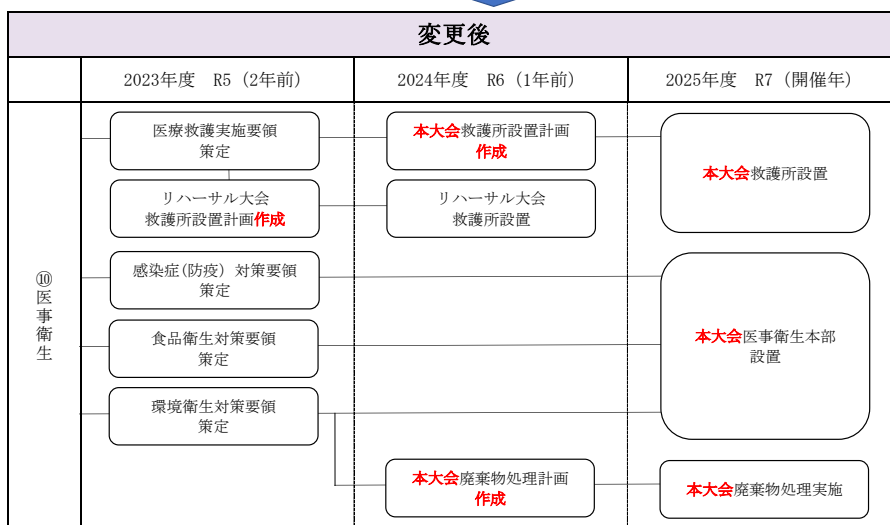 変更後
2023年度　R5（2年前）
2024年度　R6（1年前）
2025年度　R7（開催年）
⑩医事衛生
医療救護実施要領
策定
本大会救護所設置計画
作成
本大会救護所設置
リハーサル大会
救護所設置計画作成
リハーサル大会
救護所設置
感染症(防疫）対策要領
策定
食品衛生対策要領
策定
本大会医事衛生本部
設置
環境衛生対策要領
策定
本大会廃棄物処理計画
作成
本大会廃棄物処理実施